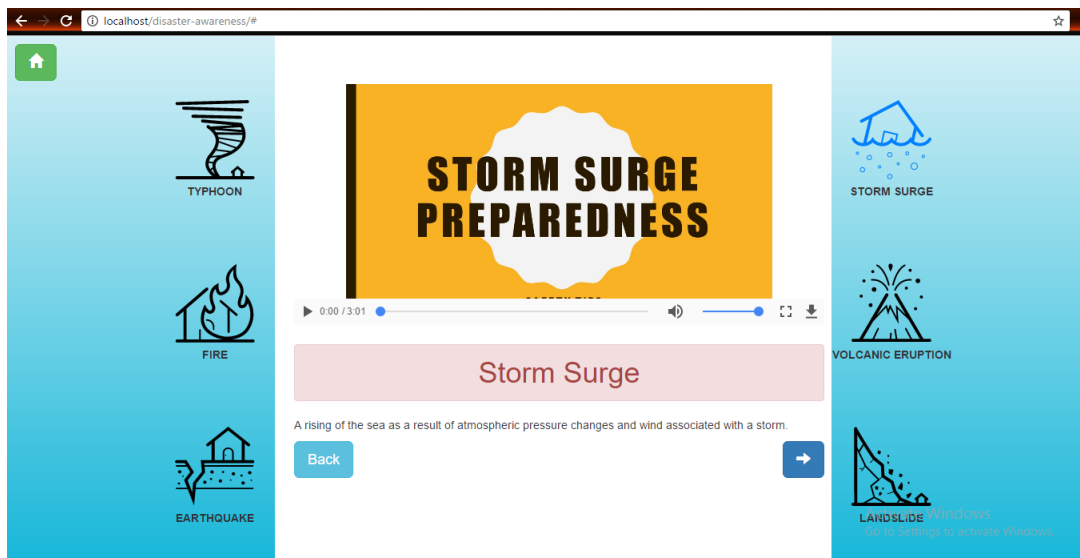 localhost/disaster-awareness/#
TYPHOON
FIRE
EARTHQUAKE
STORM SURGE
PREPAREDNESS
0:00 / 3:01
Storm Surge
A rising of the sea as a result of atmospheric pressure changes and wind associated with a storm.
Back
STORM SURGE
VOLCANIC ERUPTION
LANDSLIDE
Activate Windows
Go to Settings to activate Windows.